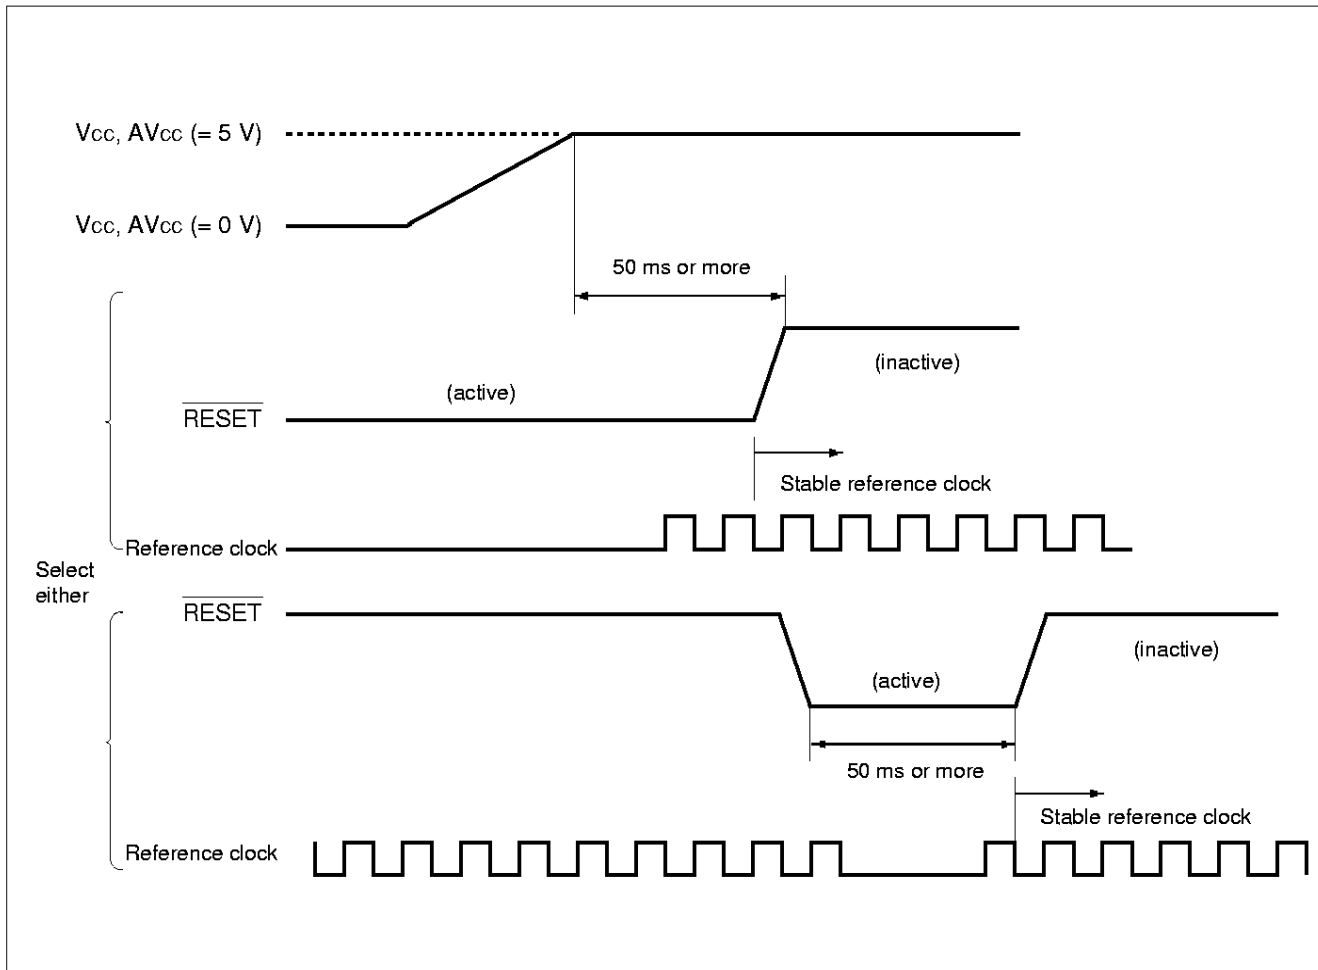 Vcc, AVcc (= 5 V)
Vcc, AVcc (= 0 V)
50 ms or more
(inactive)
(active)
RESET
Stable reference clock
Reference clock
Select
either
RESET
(inactive)
(active)
50 ms or more
Stable reference clock
Reference clock